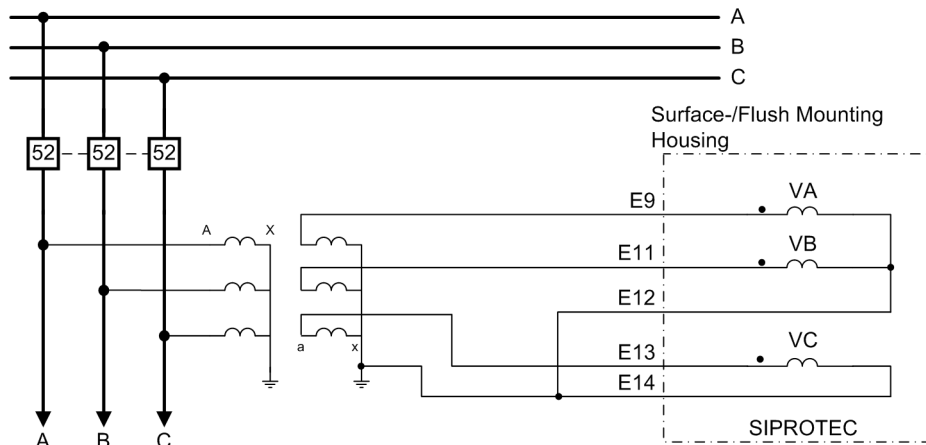 A
B
C
Surface-/Flush Mounting
Housing
52
52
52
E9
VA
A
X
E11
VB
E12
a
x
E13
VC
E14
SIPROTEC
A
B
C